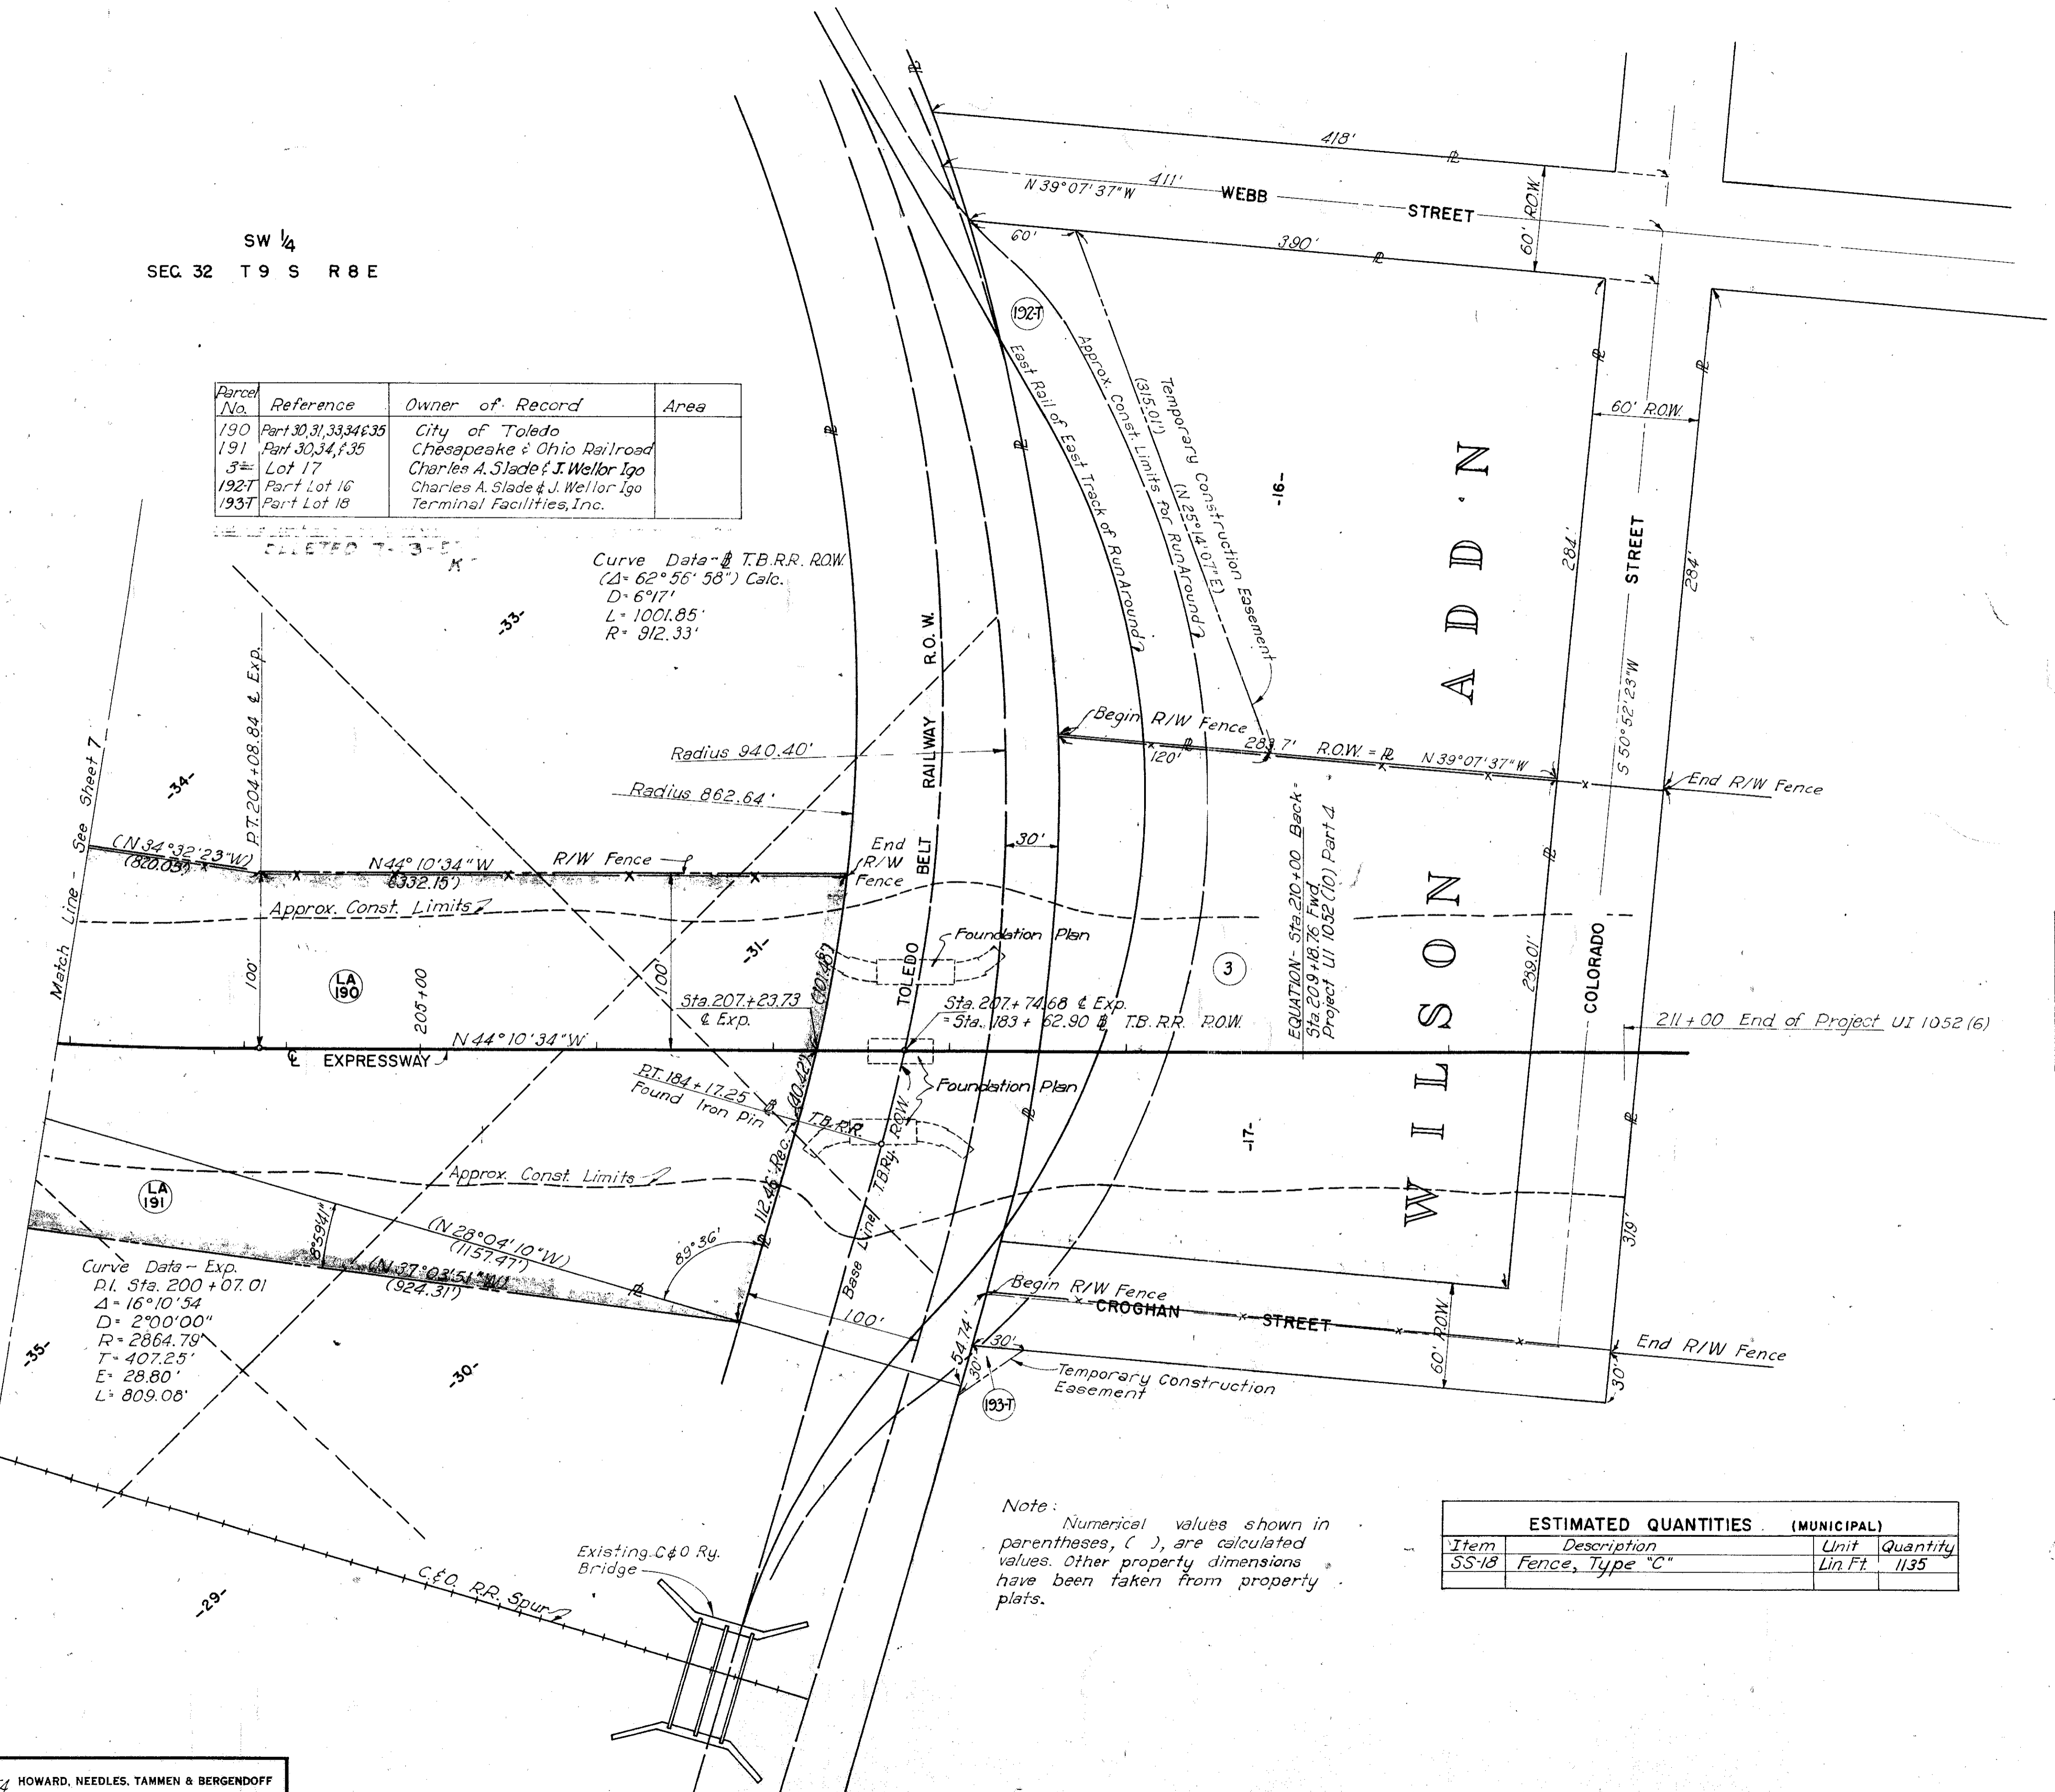 SW 1/4
SEC. 32 T 9 S R 8 E
Parcel No. Reference Owner of Record Area
190 Part 30,31,33,34&35 City of Toledo
191 Part 30,34,&35 Chesapeake & Ohio Railroad
3 Lot 17 Charles A. Slade & J. Wellor Igo
192-T Part Lot 16 Charles A. Slade & J. Wellor Igo
193-T Part Lot 18 Terminal Facilities, Inc.
Curve Data - ℄ T.B.R.R. R.O.W.
(Δ= 62°56'58") Calc.
D= 6°17'
L= 1001.85'
R= 912.33'
418'
N 39°07'37"W 411' WEBB STREET
60' R.O.W.
60' 390'
192-T
East Rail of East Track of Run Around
Approx. Const. Limits for Run Around
Temporary Construction Easement
(315.01') (N 25°14'07"E)
-16-
60' R.O.W.
284'
284'
STREET
S 50°52'23"W
COLORADO
WILSON ADD'N
-33-
-34-
P.T. 204+08.84 ℄ Exp.
Match Line - See Sheet 7
Radius 940.40'
Radius 862.64'
TOLEDO BELT RAILWAY R.O.W.
30'
Begin R/W Fence
120' 283.7' R.O.W. = PL N 39°07'37"W
End R/W Fence
(N 34°32'23"W)
(820.05')
N 44°10'34"W R/W Fence
(332.15')
End
R/W
Fence
Approx. Const. Limits
-31-
100'
LA
190
205+00
100'
Sta. 207+23.73
℄ Exp.
(101.48')
Foundation Plan
Sta. 207+74.68 ℄ Exp.
= Sta. 183+62.90 T.B. R.R. R.O.W.
3
EQUATION- Sta. 210+00 Back =
Sta. 209+18.76 Fwd.
Project UI 1052 (10) Part 4
289.01'
211+00 End of Project UI 1052 (6)
℄ EXPRESSWAY
N 44°10'34"W
P.T. 184+17.25
Found Iron Pin
(40.42')
Foundation Plan
T.B.R.R.
112.46' Rec.
Base Line T.B.Ry. R.O.W.
-17-
Approx. Const. Limits
LA
191
8°59'41"
(N 28°04'10"W)
(1157.47')
(N 37°03'51"W)
(924.31')
89°36'
100'
319'
Curve Data - Exp.
P.I. Sta. 200+07.01
Δ= 16°10'54
D= 2°00'00"
R= 2864.79'
T= 407.25'
E= 28.80'
L= 809.08'
-35-
-30-
Begin R/W Fence
CROGHAN STREET
60' R.O.W.
End R/W Fence
30'
54.74'
30'
30'
Temporary Construction
Easement
193-T
Existing C&O Ry.
Bridge
C.&O. R.R. Spur
-29-
Note:
Numerical values shown in
parentheses, ( ), are calculated
values. Other property dimensions
have been taken from property
plats.
ESTIMATED QUANTITIES (MUNICIPAL)
Item Description Unit Quantity
SS-18 Fence, Type "C" Lin. Ft. 1135
HOWARD, NEEDLES, TAMMEN & BERGENDOFF